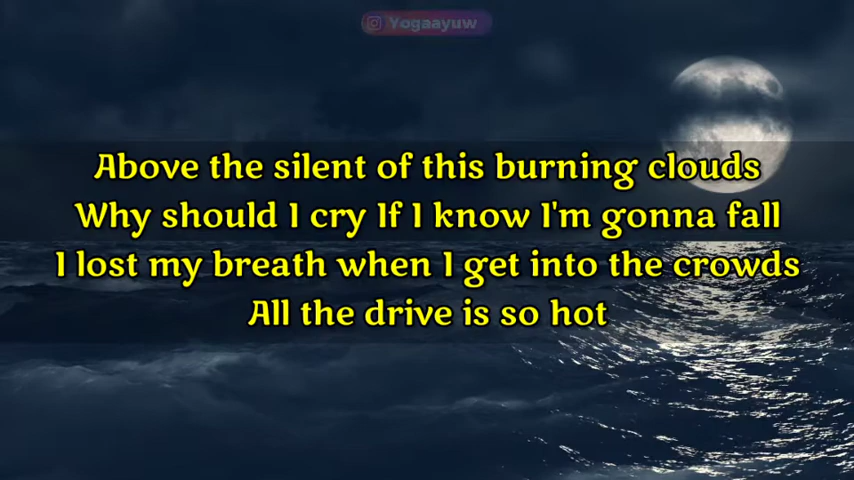 Yogaayuw
Above the silent of this burning clouds
Why should I cry If I know I'm gonna fall
I lost my breath when I get into the crowds
All the drive is so hot